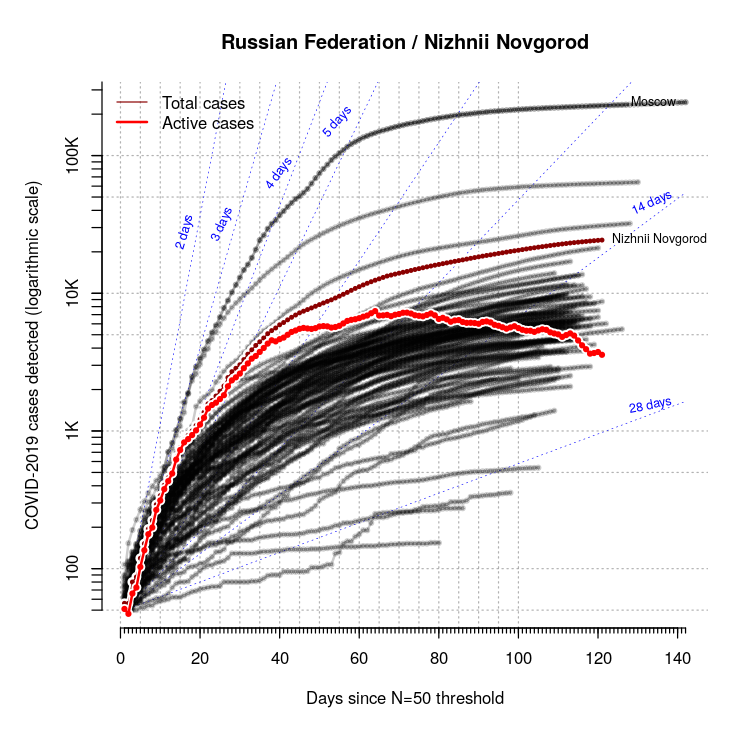 Russian Federation / Nizhnii Novgorod
Total cases
Active cases
Moscow
5 days
4 days
3 days
2 days
14 days
Nizhnii Novgorod
28 days
COVID-2019 cases detected (logarithmic scale)
100K
10K
1K
100
0 20 40 60 80 100 120 140
Days since N=50 threshold